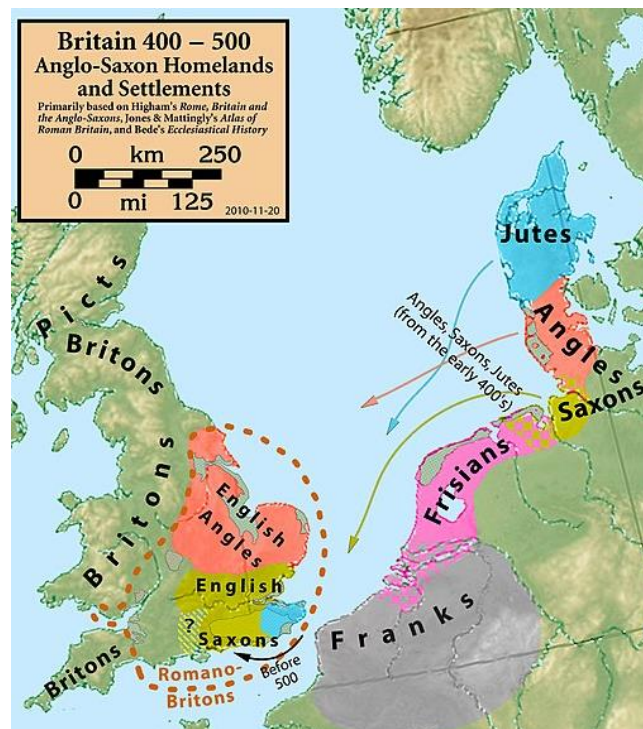 Britain 400 – 500
Anglo-Saxon Homelands
and Settlements
Primarily based on Higham's Rome, Britain and
the Anglo-Saxons, Jones & Mattingly's Atlas of
Roman Britain, and Bede's Ecclesiastical History
0 km 250
0 mi 125
2010-11-20
Jutes
Picts
Britons
Angles
Angles, Saxons, Jutes
(from the early 400's)
Saxons
Britons
English
Angles
Frisians
English
Saxons
?
Franks
Britons
Before
500
Romano-
Britons